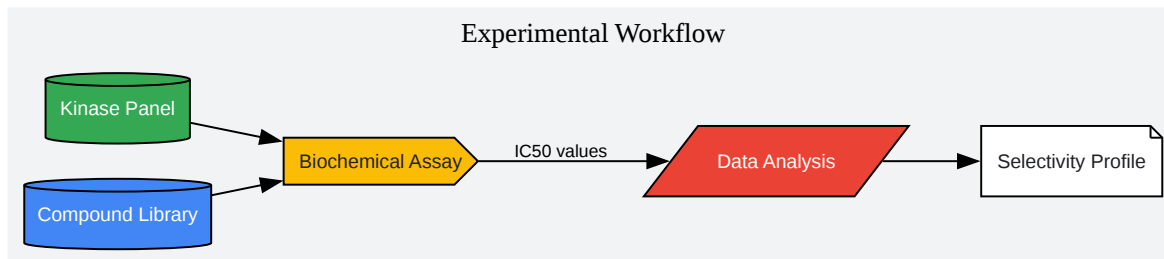 Experimental Workflow
Kinase Panel
Compound Library
Biochemical Assay
IC50 values
Data Analysis
Selectivity Profile